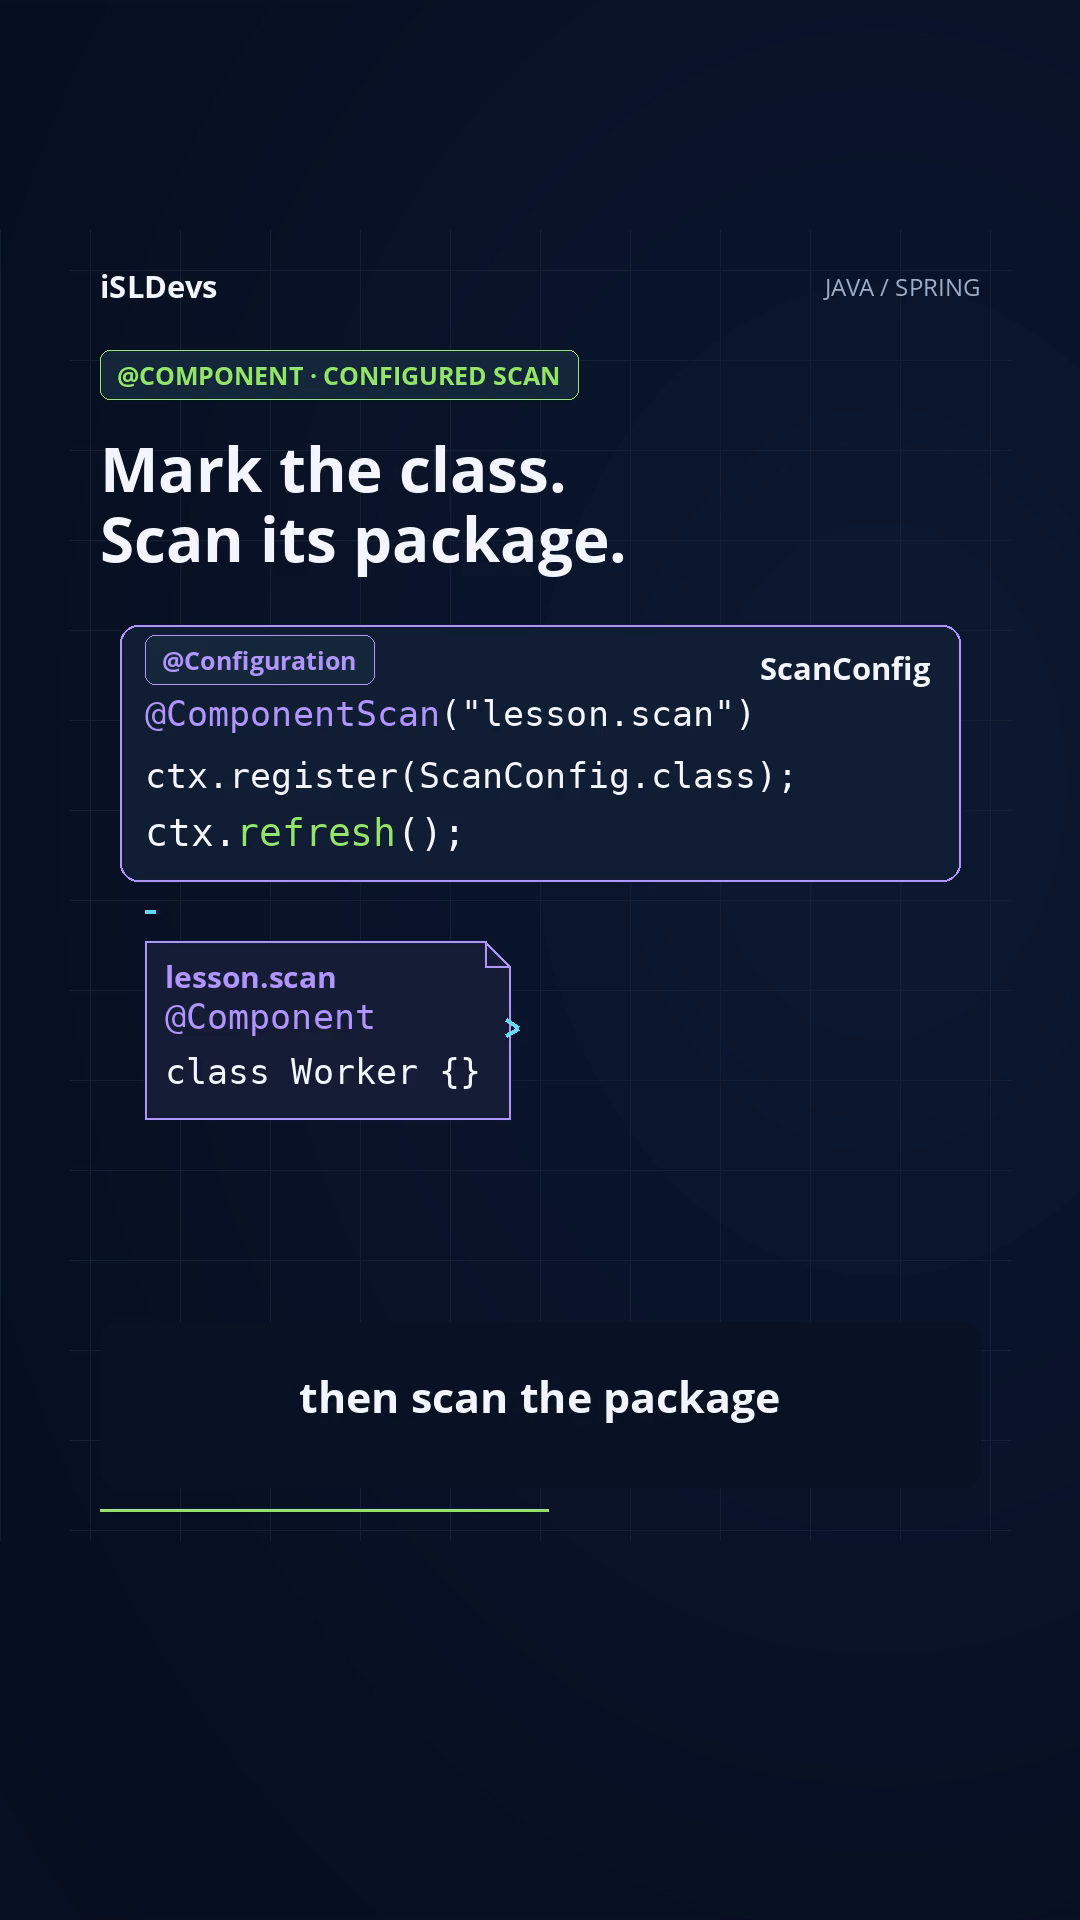 iSLDevs
JAVA / SPRING
@COMPONENT · CONFIGURED SCAN
Mark the class.
Scan its package.
@Configuration
ScanConfig
@ComponentScan("lesson.scan")
ctx.register(ScanConfig.class);
ctx.refresh();
lesson.scan
@Component
class Worker {}
then scan the package